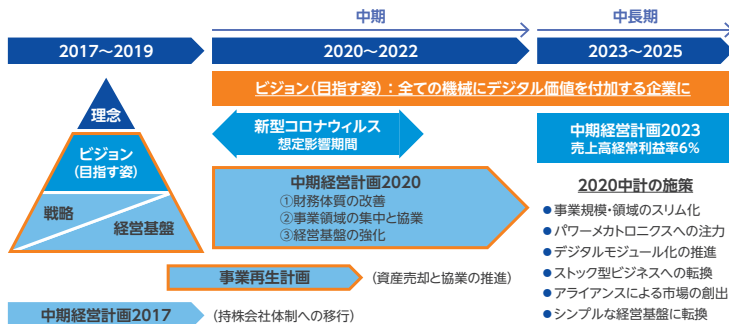 中期
中長期
2017～2019
2020～2022
2023～2025
ビジョン(目指す姿)：全ての機械にデジタル価値を付加する企業に
理念
ビジョン
(目指す姿)
戦略
経営基盤
新型コロナウィルス
想定影響期間
中期経営計画2020
①財務体質の改善
②事業領域の集中と協業
③経営基盤の強化
中期経営計画2023
売上高経常利益率6%
2020中計の施策
●事業規模・領域のスリム化
●パワーメカトロニクスへの注力
●デジタルモジュール化の推進
●ストック型ビジネスへの転換
●アライアンスによる市場の創出
●シンプルな経営基盤に転換
事業再生計画
(資産売却と協業の推進)
中期経営計画2017
(持株会社体制への移行)